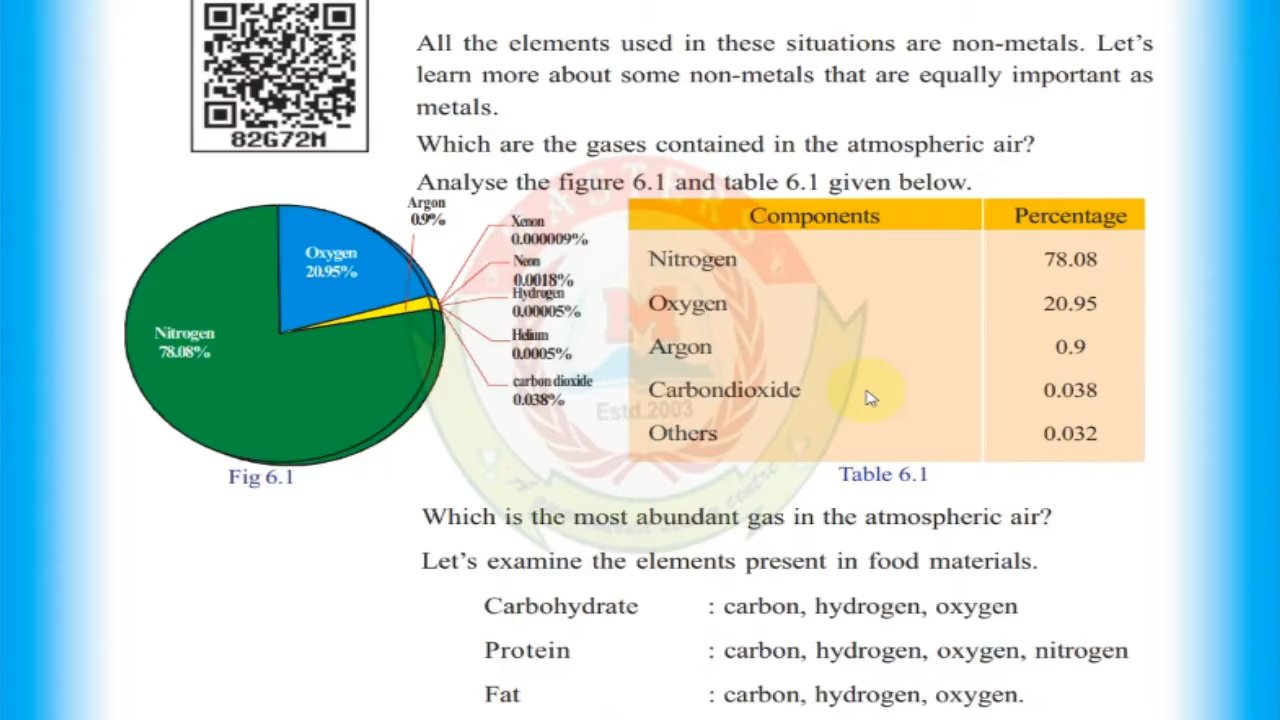 82G72M
All the elements used in these situations are non-metals. Let's
learn more about some non-metals that are equally important as
metals.
Which are the gases contained in the atmospheric air?
Analyse the figure 6.1 and table 6.1 given below.
Argon
0.9%
Oxygen
20.95%
Nitrogen
78.08%
Xenon
0.000009%
Neon
0.0018%
Hydrogen
0.00005%
Helium
0.0005%
carbon dioxide
0.038%
Fig 6.1
Components Percentage
Nitrogen 78.08
Oxygen 20.95
Argon 0.9
Carbondioxide 0.038
Others 0.032
Table 6.1
MASTERS
M
Estd.2003
Which is the most abundant gas in the atmospheric air?
Let's examine the elements present in food materials.
Carbohydrate : carbon, hydrogen, oxygen
Protein : carbon, hydrogen, oxygen, nitrogen
Fat : carbon, hydrogen, oxygen.